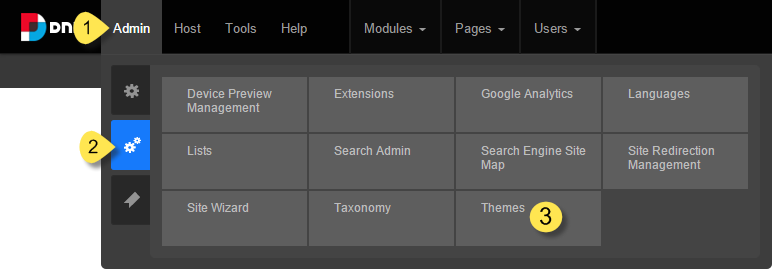 1
DN
Admin
Host
Tools
Help
Modules
Pages
Users
2
Device Preview
Management
Extensions
Google Analytics
Languages
Lists
Search Admin
Search Engine Site
Map
Site Redirection
Management
Site Wizard
Taxonomy
Themes
3